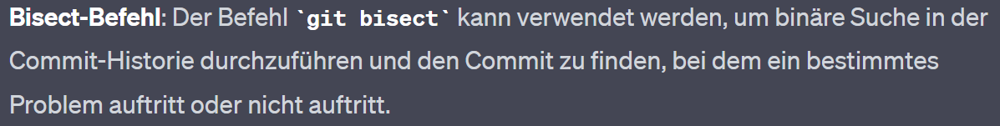 Bisect-Befehl: Der Befehl `git bisect` kann verwendet werden, um binäre Suche in der
Commit-Historie durchzuführen und den Commit zu finden, bei dem ein bestimmtes
Problem auftritt oder nicht auftritt.